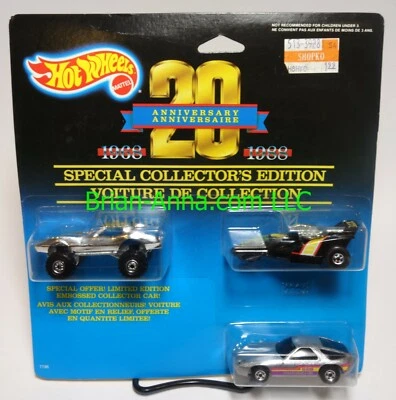 NOT RECOMMENDED FOR CHILDREN UNDER 3
NE CONVIENT PAS AUX ENFANTS DE MOINS DE 3 ANS
SHOPKO
Hot Wheels
MATTEL
20
ANNIVERSARY
ANNIVERSAIRE
1968 1988
SPECIAL COLLECTOR'S EDITION
VOITURE DE COLLECTION
Brian-Anna.com LLC
SPECIAL OFFER! LIMITED EDITION
EMBOSSED COLLECTOR CAR!
AVIS AUX COLLECTIONNEURS! VOITURE
AVEC MOTIF EN RELIEF, OFFERTE
EN QUANTITE LIMITEE!